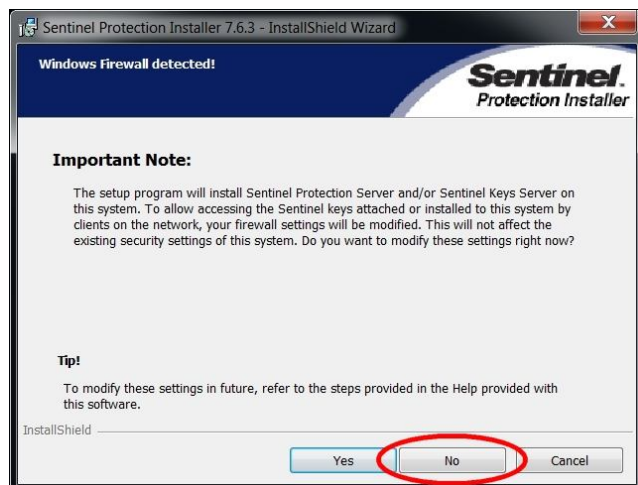 Sentinel Protection Installer 7.6.3 - InstallShield Wizard
X
Windows Firewall detected!
Sentinel.
Protection Installer
Important Note:
The setup program will install Sentinel Protection Server and/or Sentinel Keys Server on
this system. To allow accessing the Sentinel keys attached or installed to this system by
clients on the network, your firewall settings will be modified. This will not affect the
existing security settings of this system. Do you want to modify these settings right now?
Tip!
To modify these settings in future, refer to the steps provided in the Help provided with
this software.
InstallShield
Yes No Cancel